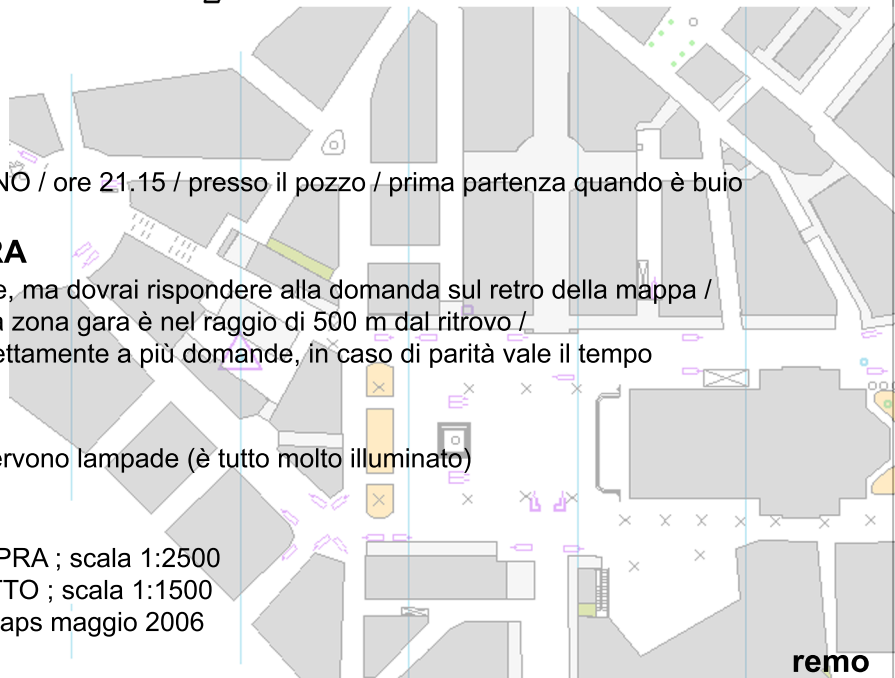 NO / ore 21.15 / presso il pozzo / prima partenza quando è buio
RA
e, ma dovrai rispondere alla domanda sul retro della mappa /
a zona gara è nel raggio di 500 m dal ritrovo /
ettamente a più domande, in caso di parità vale il tempo
ervono lampade (è tutto molto illuminato)
PRA ; scala 1:2500
TTO ; scala 1:1500
aps maggio 2006
remo